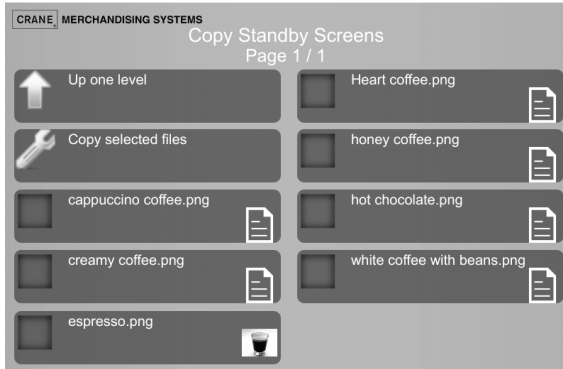 CRANE® MERCHANDISING SYSTEMS
Copy Standby Screens
Page 1 / 1
Up one level
Copy selected files
cappuccino coffee.png
creamy coffee.png
espresso.png
Heart coffee.png
honey coffee.png
hot chocolate.png
white coffee with beans.png